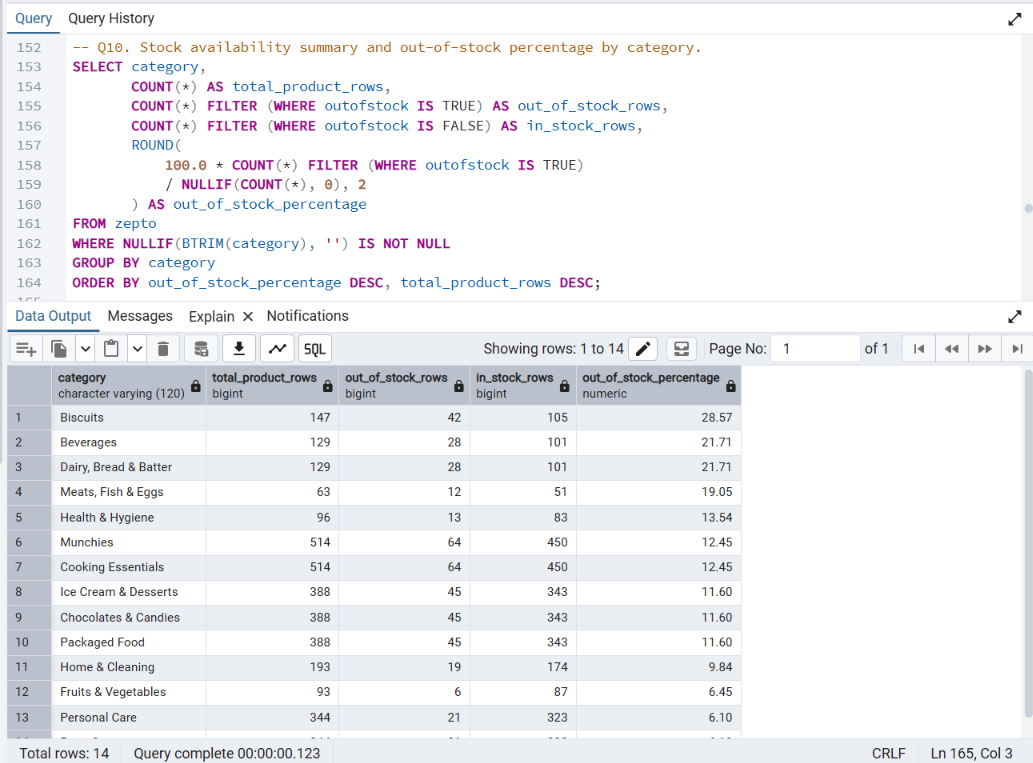 Query Query History
152 -- Q10. Stock availability summary and out-of-stock percentage by category.
153 SELECT category,
154 COUNT(*) AS total_product_rows,
155 COUNT(*) FILTER (WHERE outofstock IS TRUE) AS out_of_stock_rows,
156 COUNT(*) FILTER (WHERE outofstock IS FALSE) AS in_stock_rows,
157 ROUND(
158 100.0 * COUNT(*) FILTER (WHERE outofstock IS TRUE)
159 / NULLIF(COUNT(*), 0), 2
160 ) AS out_of_stock_percentage
161 FROM zepto
162 WHERE NULLIF(BTRIM(category), '') IS NOT NULL
163 GROUP BY category
164 ORDER BY out_of_stock_percentage DESC, total_product_rows DESC;
Data Output Messages Explain Notifications
SQL Showing rows: 1 to 14 Page No: 1 of 1
category total_product_rows out_of_stock_rows in_stock_rows out_of_stock_percentage
character varying (120) bigint bigint bigint numeric
1 Biscuits 147 42 105 28.57
2 Beverages 129 28 101 21.71
3 Dairy, Bread & Batter 129 28 101 21.71
4 Meats, Fish & Eggs 63 12 51 19.05
5 Health & Hygiene 96 13 83 13.54
6 Munchies 514 64 450 12.45
7 Cooking Essentials 514 64 450 12.45
8 Ice Cream & Desserts 388 45 343 11.60
9 Chocolates & Candies 388 45 343 11.60
10 Packaged Food 388 45 343 11.60
11 Home & Cleaning 193 19 174 9.84
12 Fruits & Vegetables 93 6 87 6.45
13 Personal Care 344 21 323 6.10
Total rows: 14 Query complete 00:00:00.123 CRLF Ln 165, Col 3